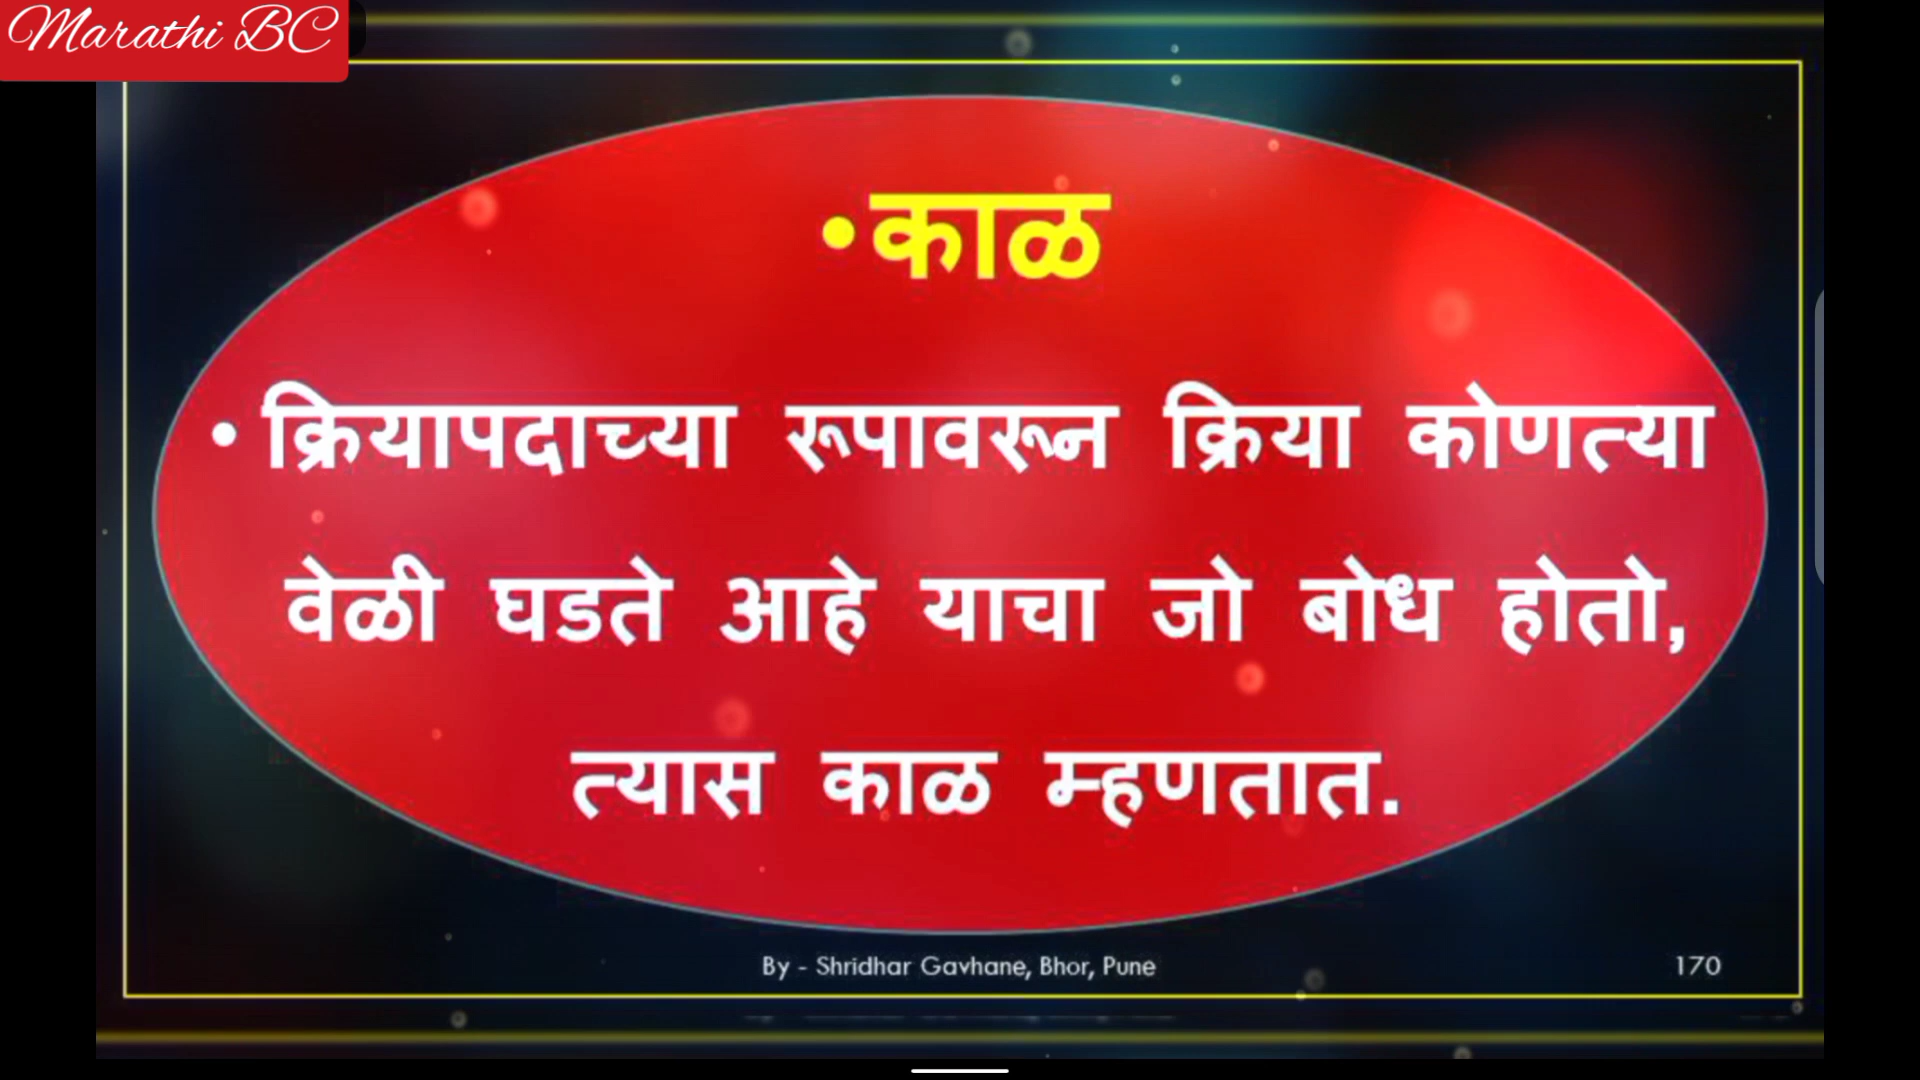 Marathi BC
•काळ
• क्रियापदाच्या रूपावरून क्रिया कोणत्या
वेळी घडते आहे याचा जो बोध होतो,
त्यास काळ म्हणतात.
By - Shridhar Gavhane, Bhor, Pune
170